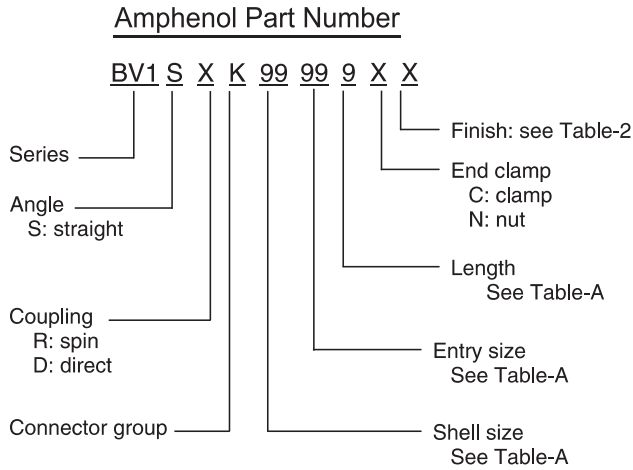 Amphenol Part Number
BV1 S X K 99 99 9 X X
Series
Angle
S: straight
Coupling
R: spin
D: direct
Connector group
Finish: see Table-2
End clamp
C: clamp
N: nut
Length
See Table-A
Entry size
See Table-A
Shell size
See Table-A